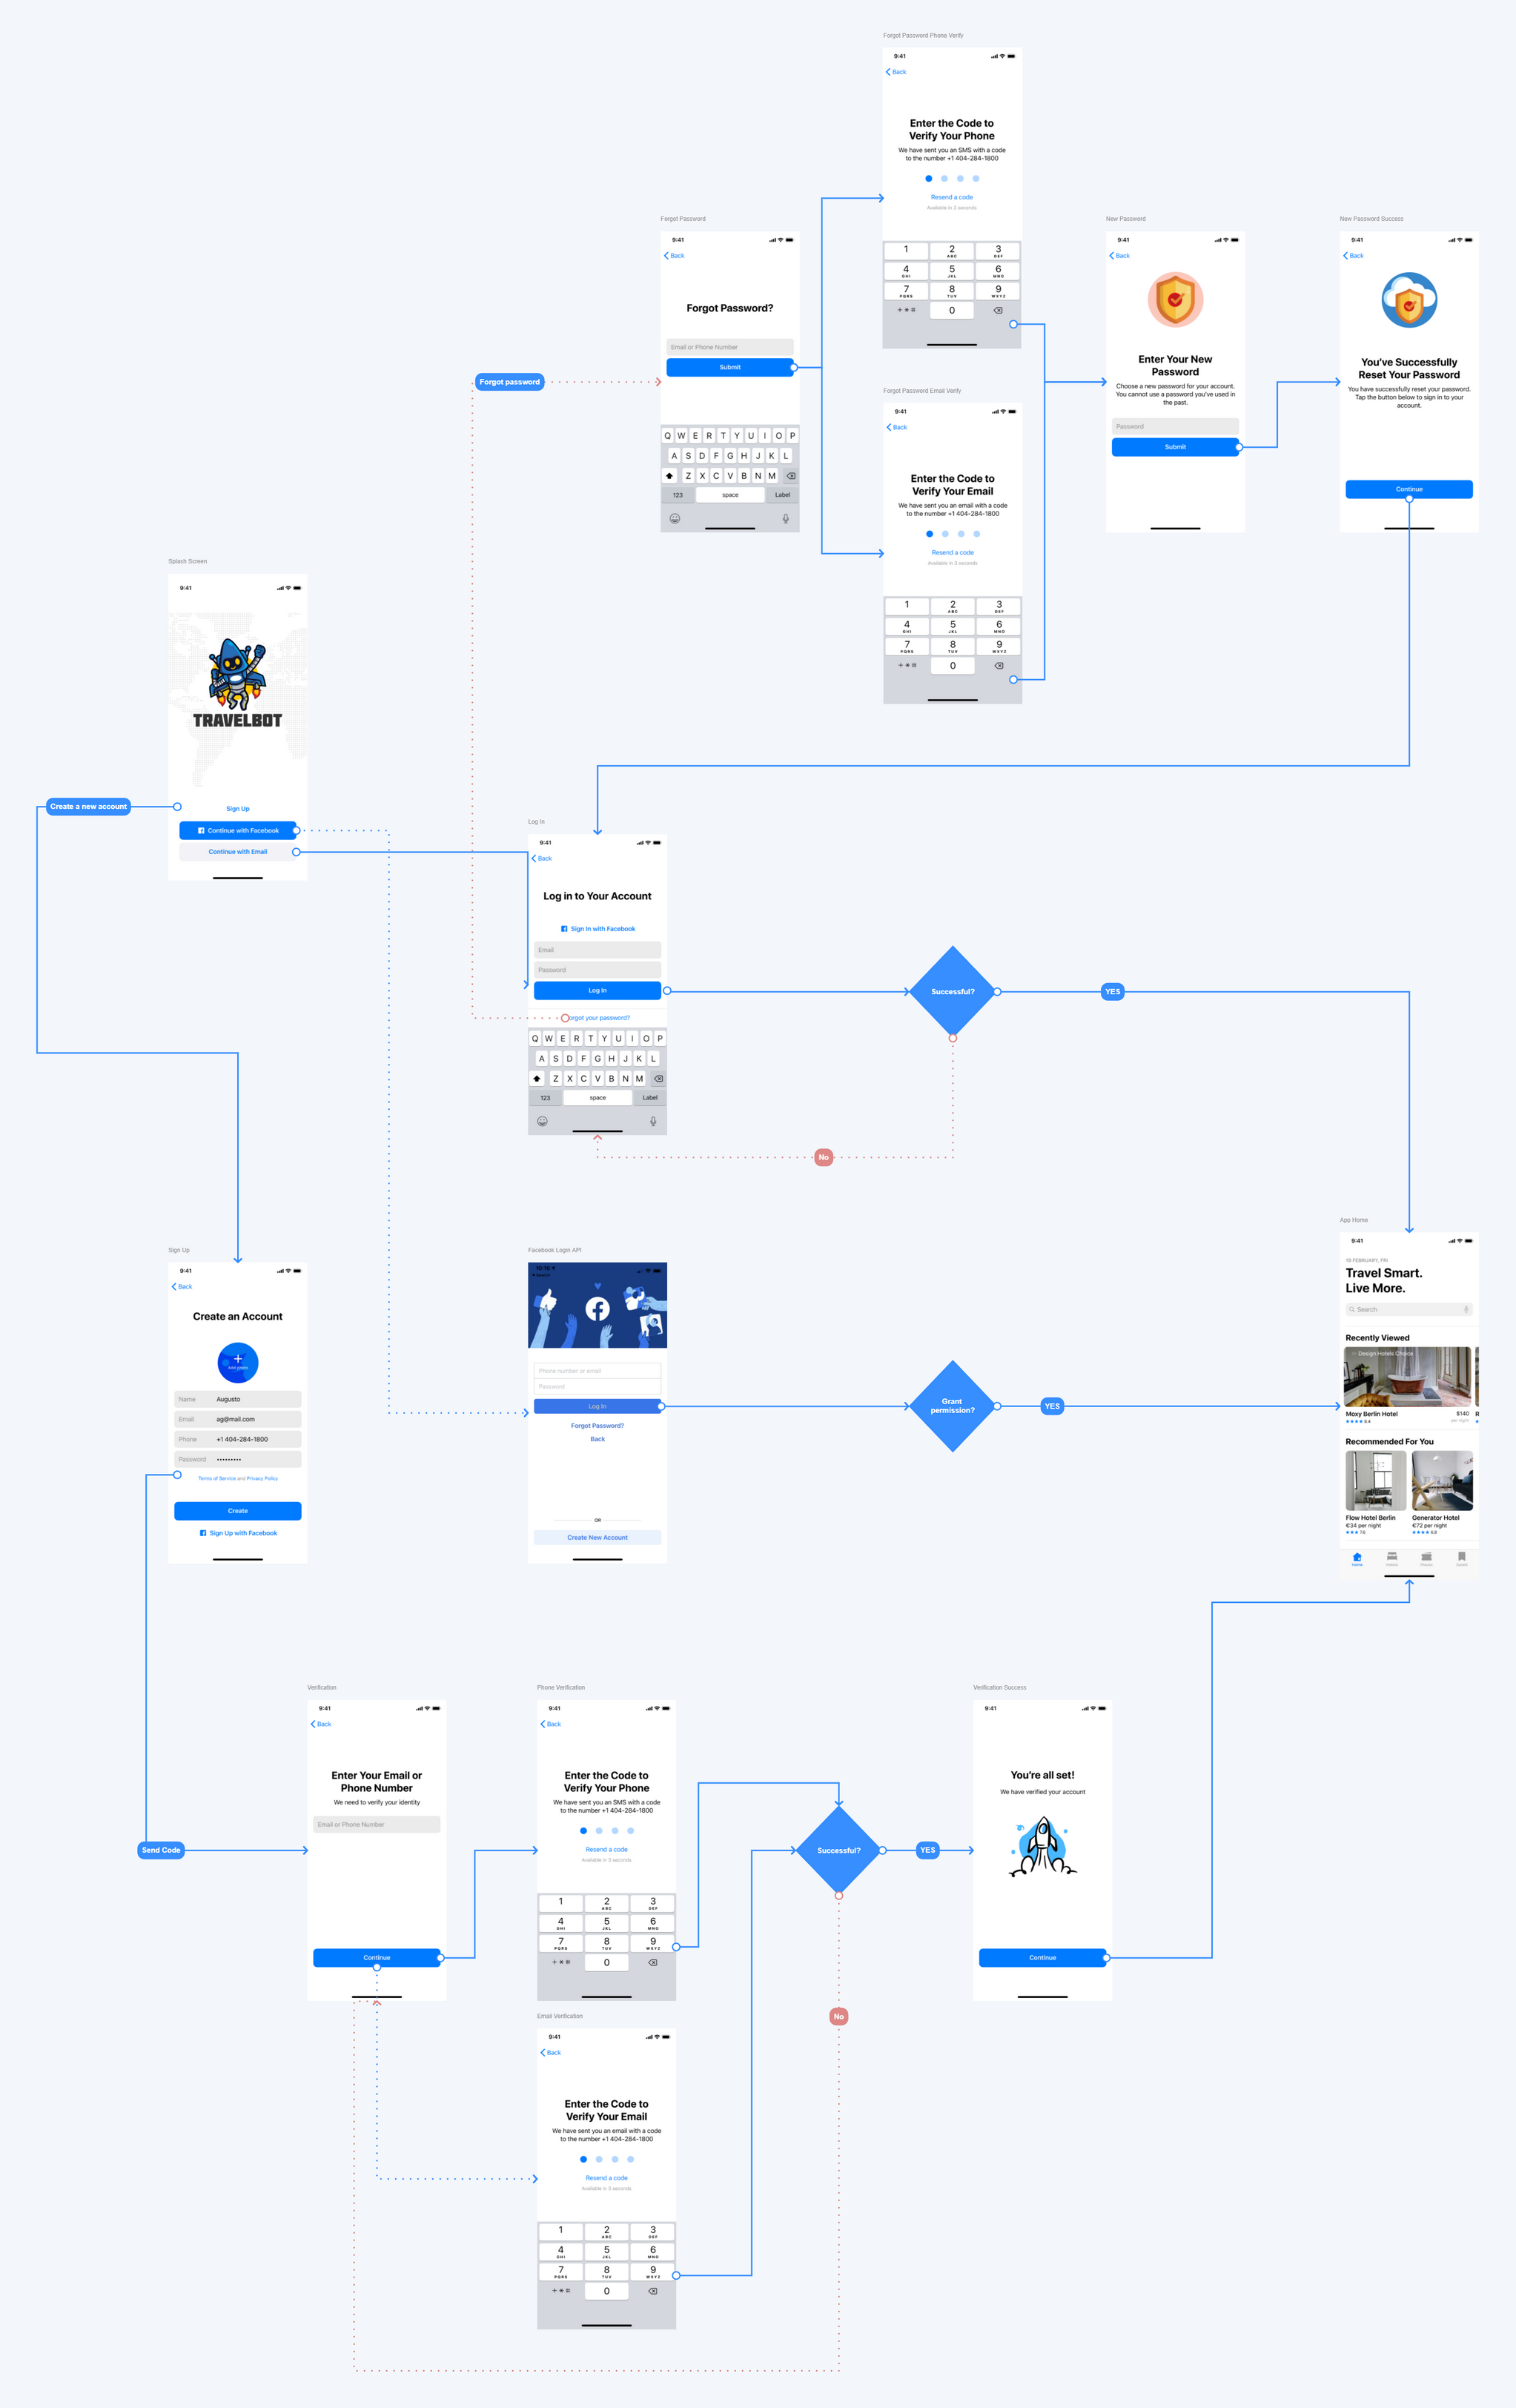 Forgot Password Phone Verify
9:41
Back
Enter the Code to
Verify Your Phone
We have sent you an SMS with a code
to the number +1 404-284-1800
Resend a code
Available in 3 seconds
1 2 3
ABC DEF
4 5 6
GHI JKL MNO
7 8 9
PQRS TUV WXYZ
+ * # 0
Forgot Password
9:41
Back
Forgot Password?
Email or Phone Number
Submit
Q W E R T Y U I O P
A S D F G H J K L
Z X C V B N M
123 space Label
Forgot password
Forgot Password Email Verify
9:41
Back
Enter the Code to
Verify Your Email
We have sent you an email with a code
to the number +1 404-284-1800
Resend a code
Available in 3 seconds
1 2 3
ABC DEF
4 5 6
GHI JKL MNO
7 8 9
PQRS TUV WXYZ
+ * # 0
New Password
9:41
Back
Enter Your New
Password
Choose a new password for your account.
You cannot use a password you've used in
the past.
Password
Submit
New Password Success
9:41
Back
You've Successfully
Reset Your Password
You have successfully reset your password.
Tap the button below to sign in to your
account.
Continue
Splash Screen
9:41
TRAVELBOT
Sign Up
Continue with Facebook
Continue with Email
Create a new account
Log In
9:41
Back
Log in to Your Account
Sign In with Facebook
Email
Password
Log In
orgot your password?
Q W E R T Y U I O P
A S D F G H J K L
Z X C V B N M
123 space Label
Successful?
YES
No
Sign Up
9:41
Back
Create an Account
Add photo
Name Augusto
Email ag@mail.com
Phone +1 404-284-1800
Password •••••••••
Terms of Service and Privacy Policy
Create
Sign Up with Facebook
Facebook Login API
Search
Phone number or email
Password
Log In
Forgot Password?
Back
OR
Create New Account
Grant
permission?
YES
App Home
9:41
19 FEBRUARY, FRI
Travel Smart.
Live More.
Search
Recently Viewed
Design Hotels Choice
Moxy Berlin Hotel $140 R
8.4 per night
Recommended For You
Flow Hotel Berlin Generator Hotel
€34 per night €72 per night
7.6 8.8
Home Hotels Planes Saved
Send Code
Verification
9:41
Back
Enter Your Email or
Phone Number
We need to verify your identity
Email or Phone Number
Continue
Phone Verification
9:41
Back
Enter the Code to
Verify Your Phone
We have sent you an SMS with a code
to the number +1 404-284-1800
Resend a code
Available in 3 seconds
1 2 3
ABC DEF
4 5 6
GHI JKL MNO
7 8 9
PQRS TUV WXYZ
+ * # 0
Successful?
YES
No
Verification Success
9:41
You're all set!
We have verified your account
Continue
Email Verification
9:41
Back
Enter the Code to
Verify Your Email
We have sent you an email with a code
to the number +1 404-284-1800
Resend a code
Available in 3 seconds
1 2 3
ABC DEF
4 5 6
GHI JKL MNO
7 8 9
PQRS TUV WXYZ
+ * # 0